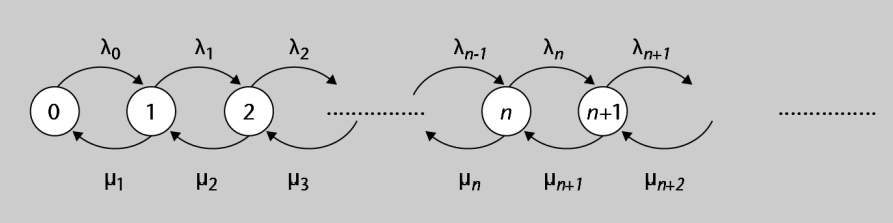 λ0 λ1 λ2 λn-1 λn λn+1
0 1 2 .............. n n+1 ..............
μ1 μ2 μ3 μn μn+1 μn+2